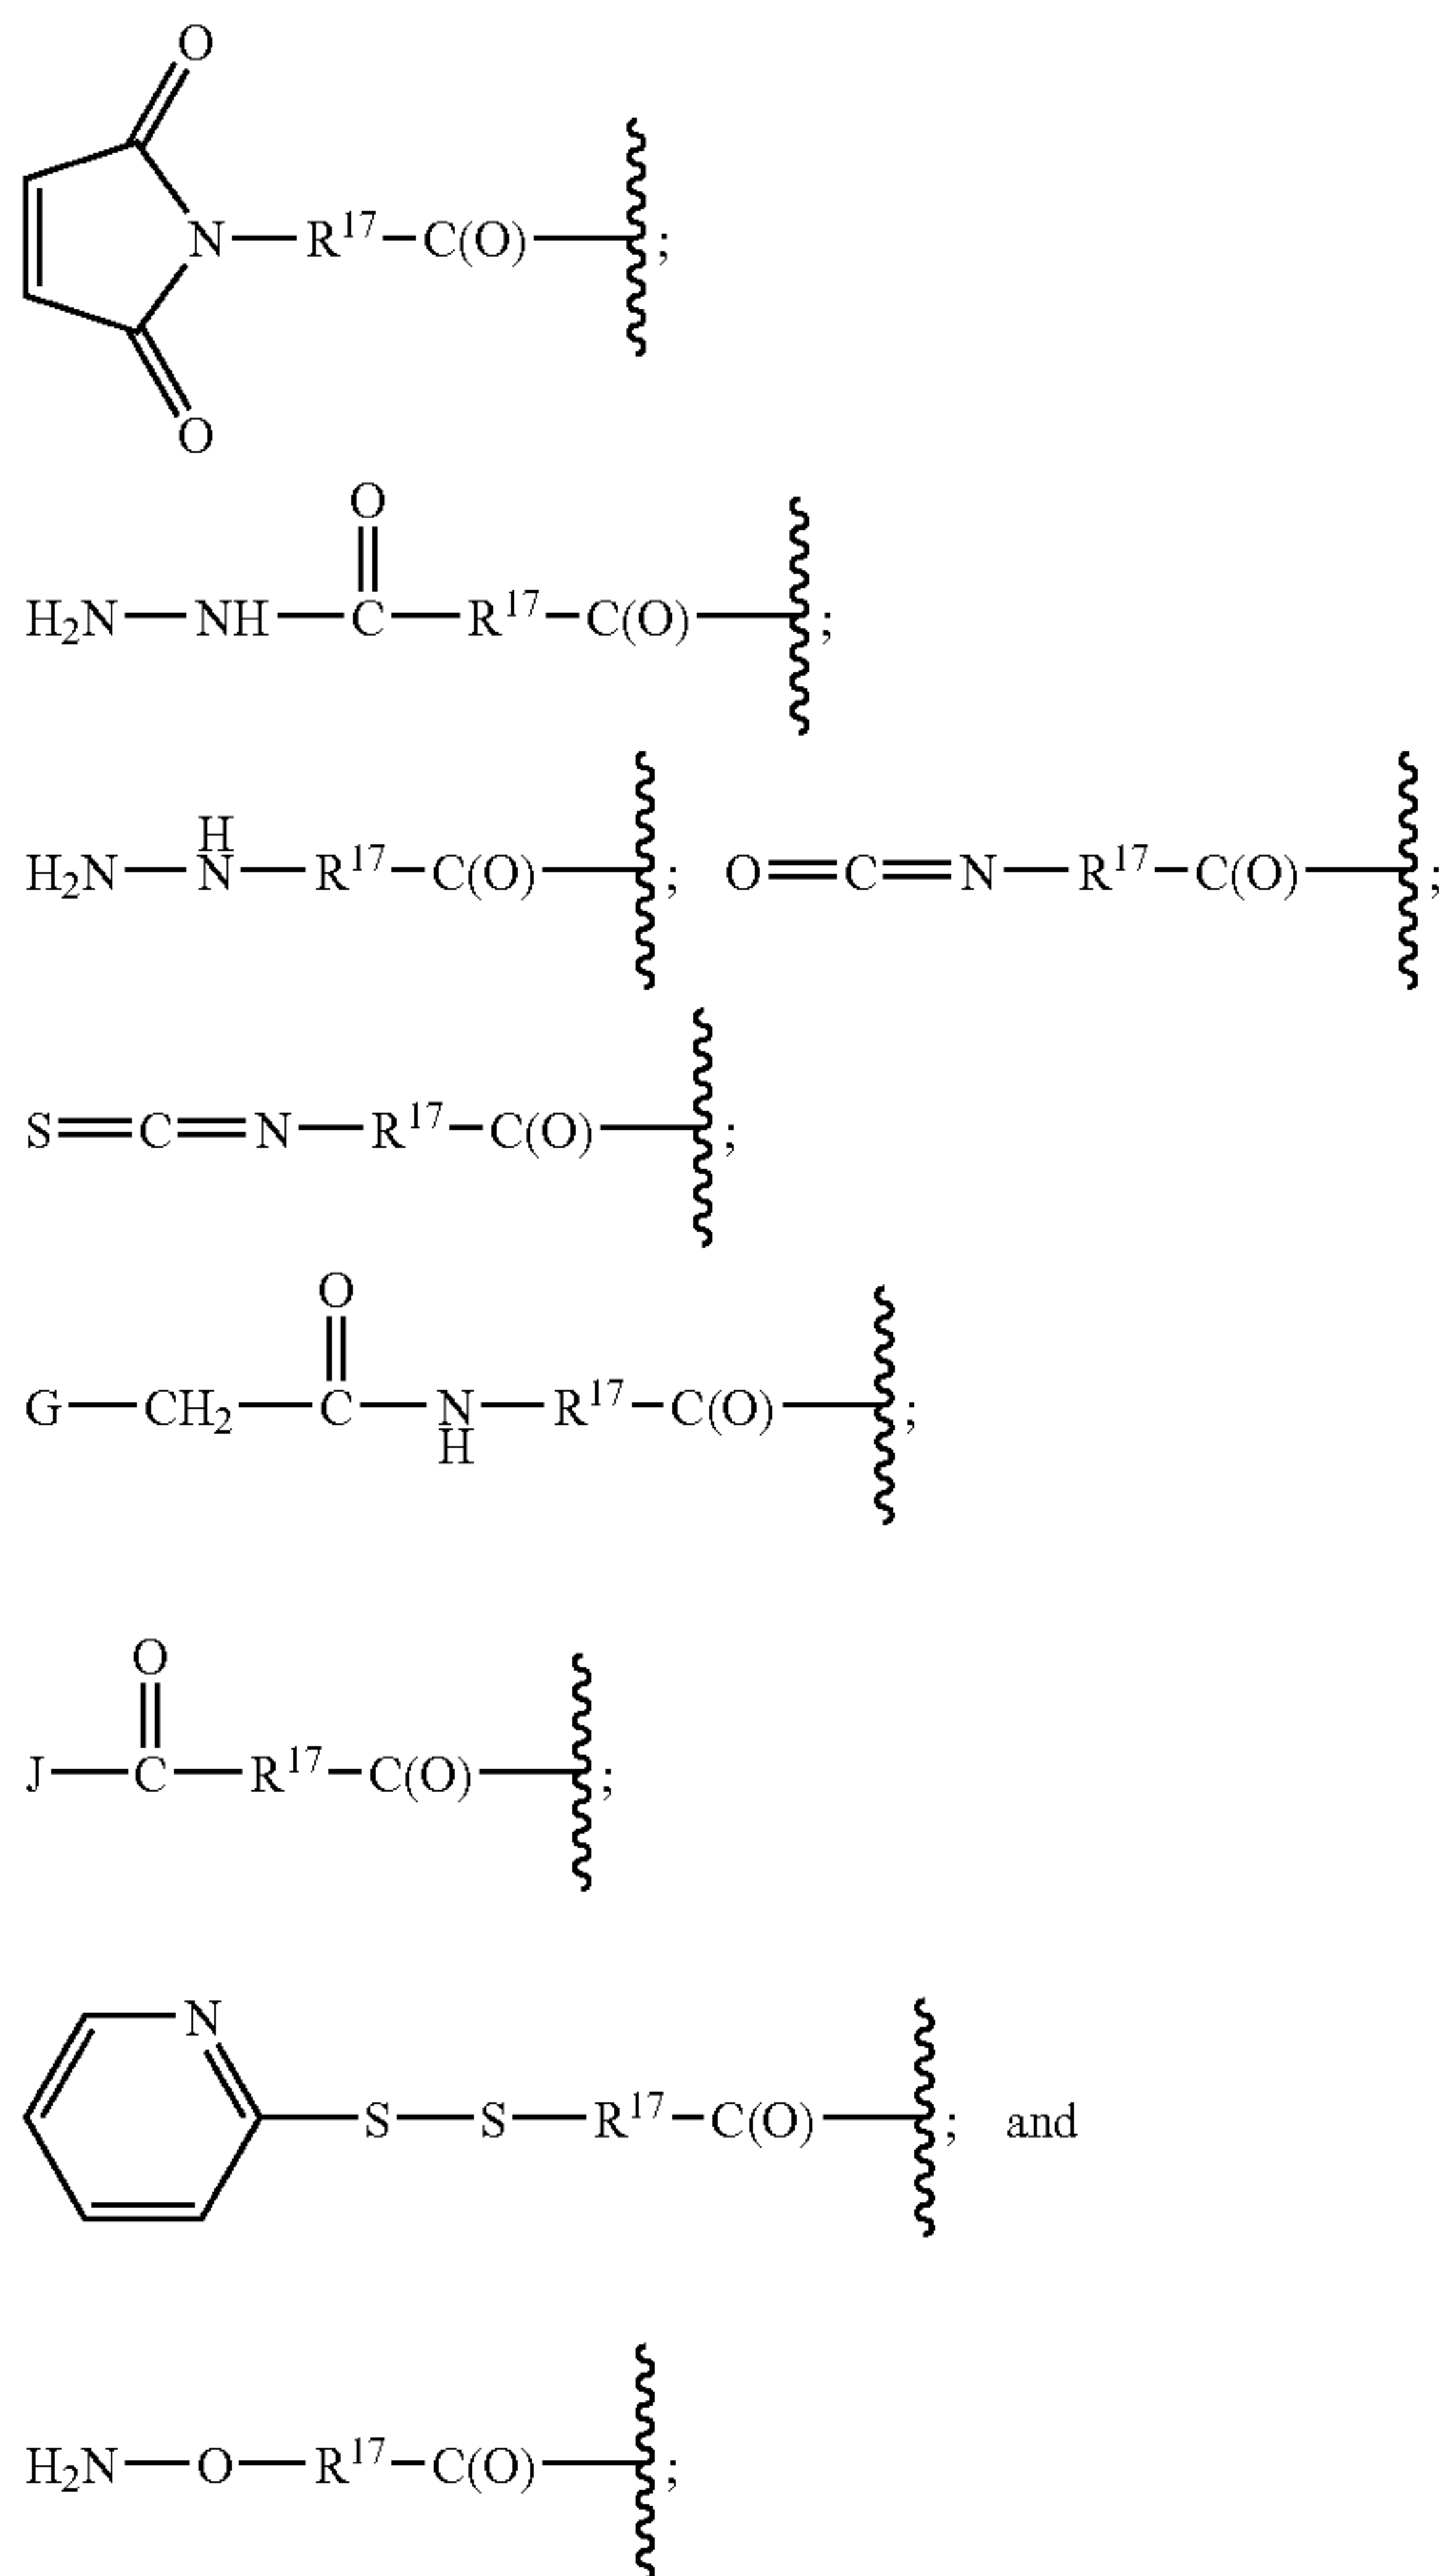 O
N—R¹⁷—C(O)—;
O
O
H₂N—NH—C—R¹⁷—C(O)—;
H
H₂N—N—R¹⁷—C(O)—; O=C=N—R¹⁷—C(O)—;
S=C=N—R¹⁷—C(O)—;
O
G—CH₂—C—N—R¹⁷—C(O)—;
H
O
J—C—R¹⁷—C(O)—;
N
S—S—R¹⁷—C(O)—; and
H₂N—O—R¹⁷—C(O)—;